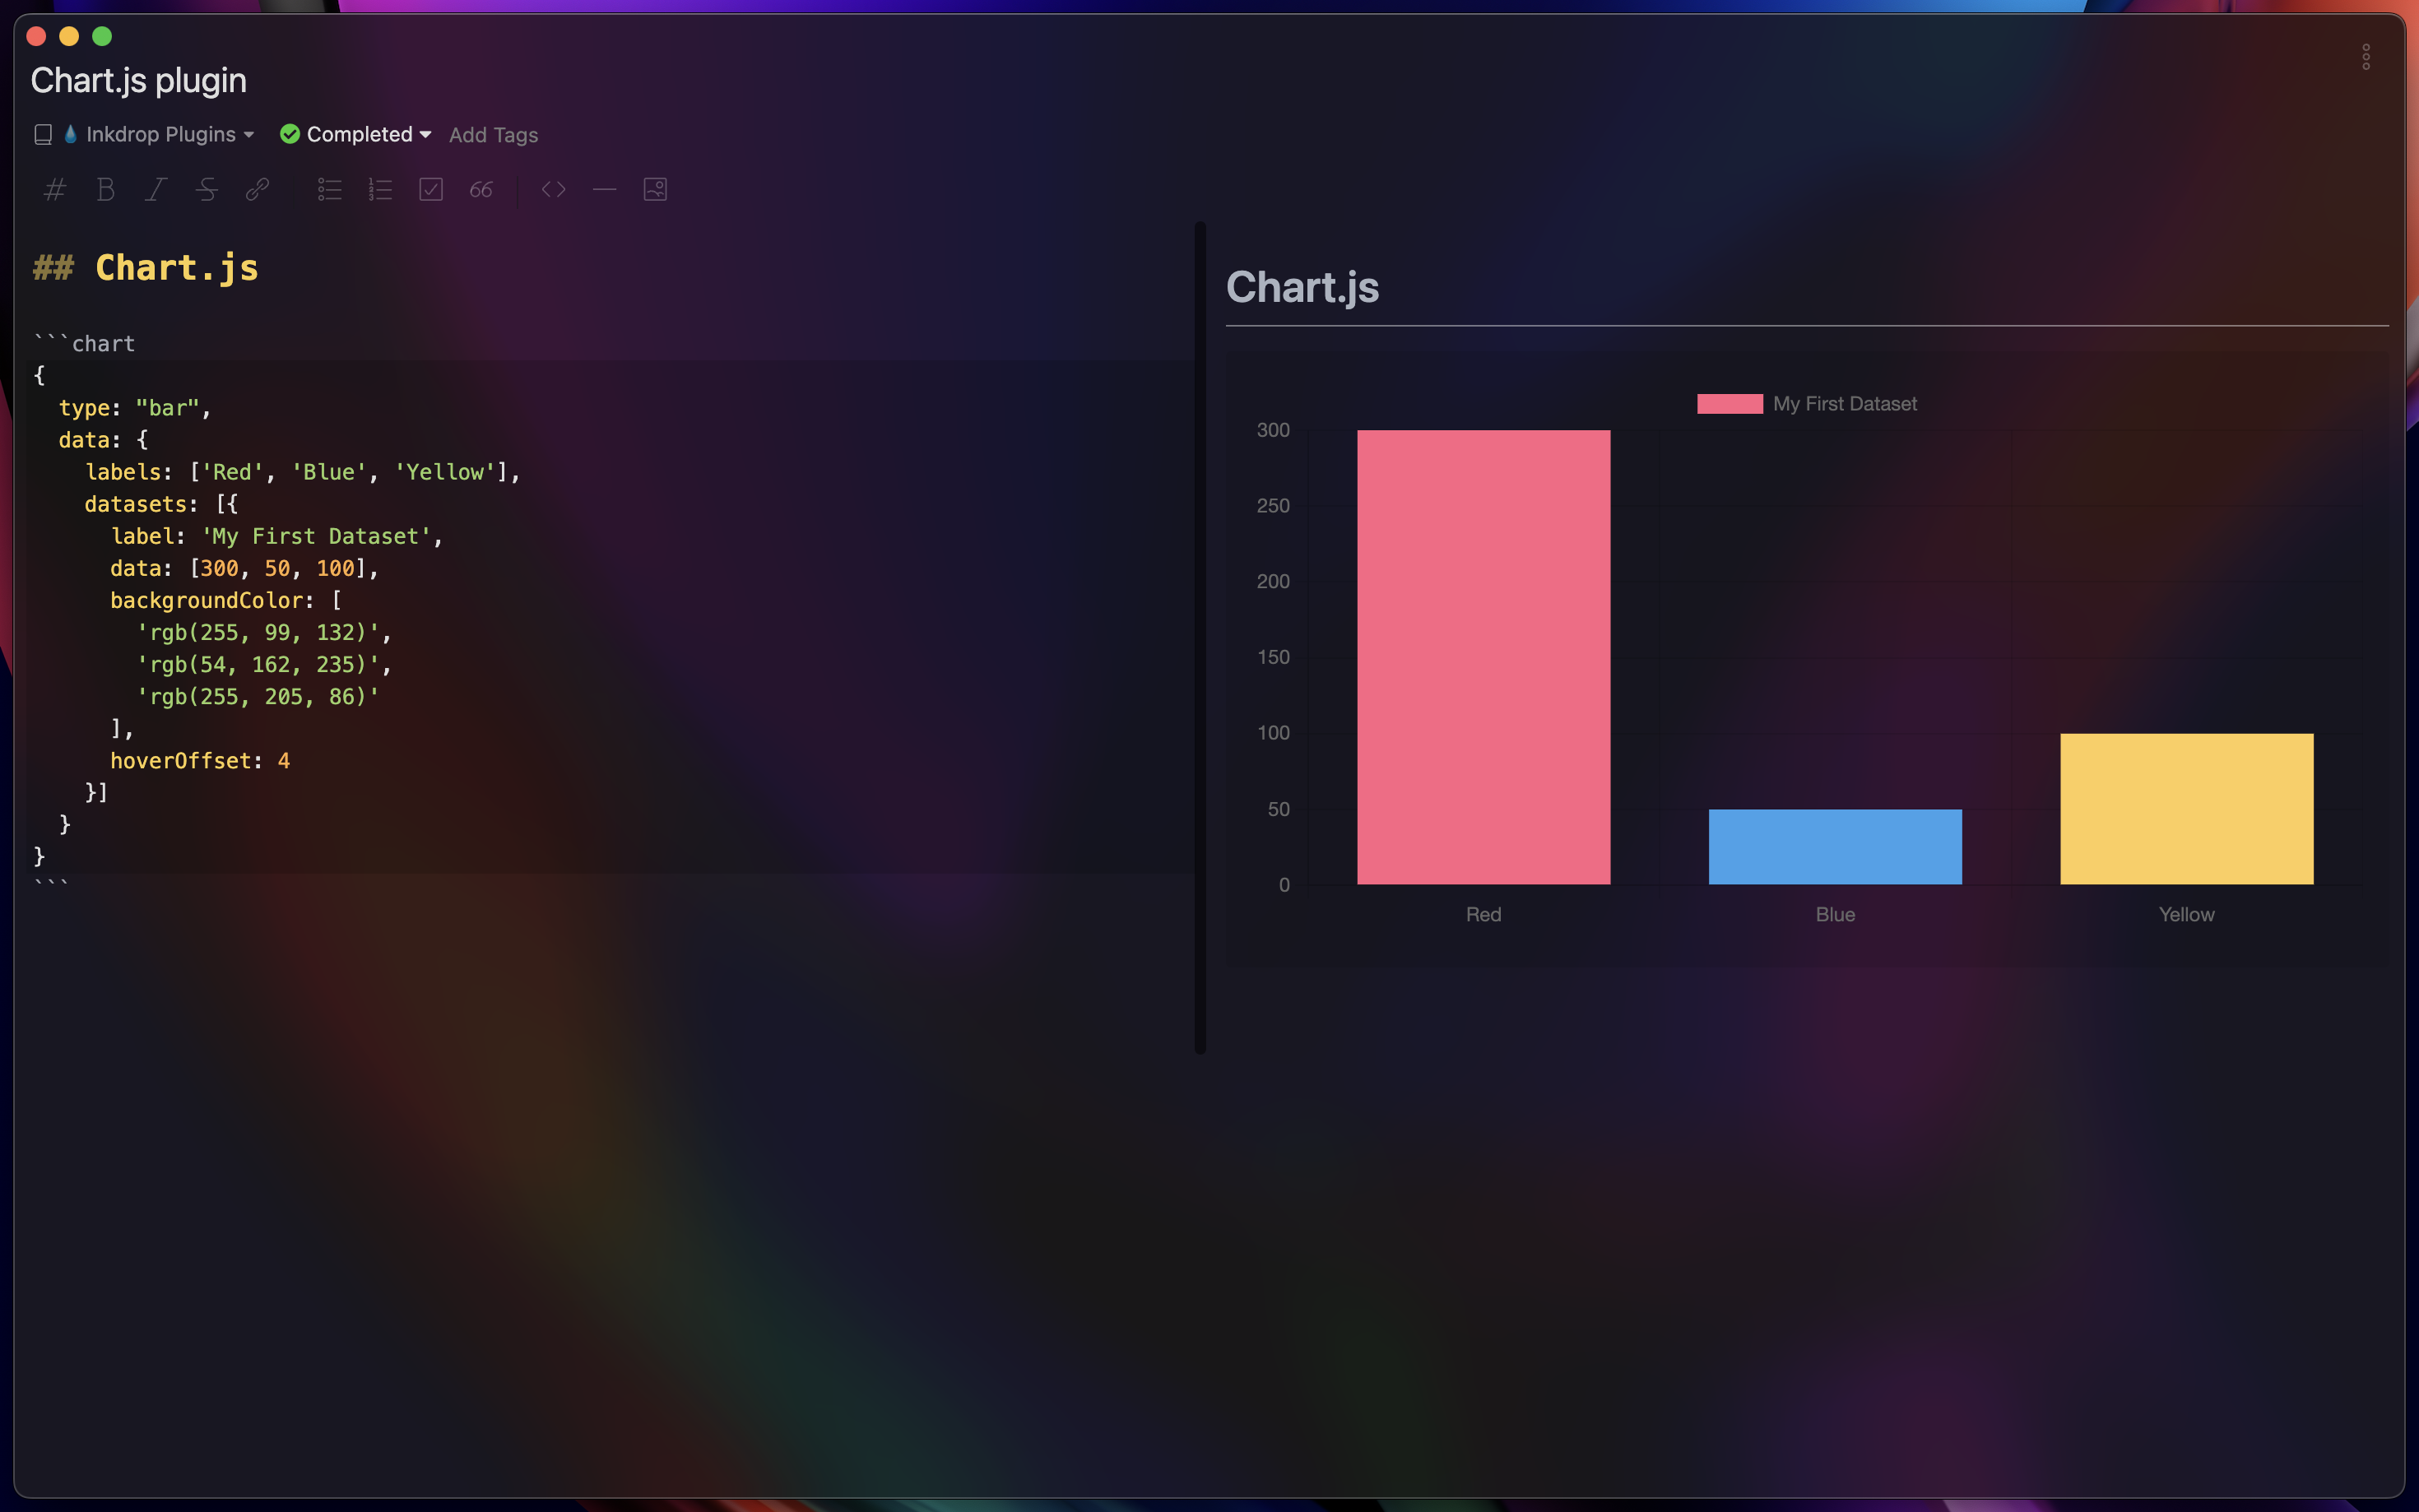 Chart.js plugin
Inkdrop Plugins Completed Add Tags
## Chart.js
```chart
{
  type: "bar",
  data: {
    labels: ['Red', 'Blue', 'Yellow'],
    datasets: [{
      label: 'My First Dataset',
      data: [300, 50, 100],
      backgroundColor: [
        'rgb(255, 99, 132)',
        'rgb(54, 162, 235)',
        'rgb(255, 205, 86)'
      ],
      hoverOffset: 4
    }]
  }
}
```
Chart.js
My First Dataset
300
250
200
150
100
50
0
Red Blue Yellow